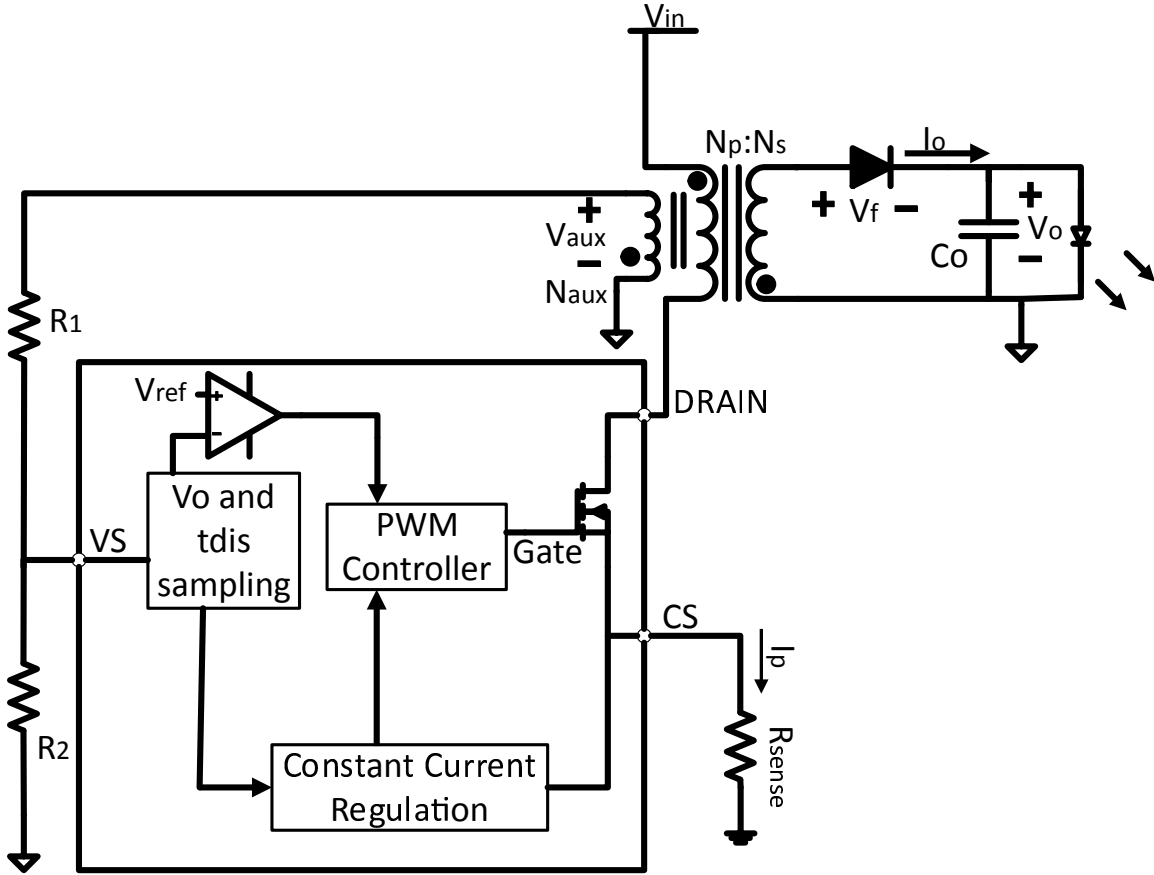 Vin
Np:Ns
Io
+
Vaux
−
Naux
+ Vf −
Co
+
Vo
−
R1
Vref
+
-
DRAIN
Vo and
tdis
sampling
VS
PWM
Controller
Gate
CS
Ip
Rsense
R2
Constant Current
Regulation